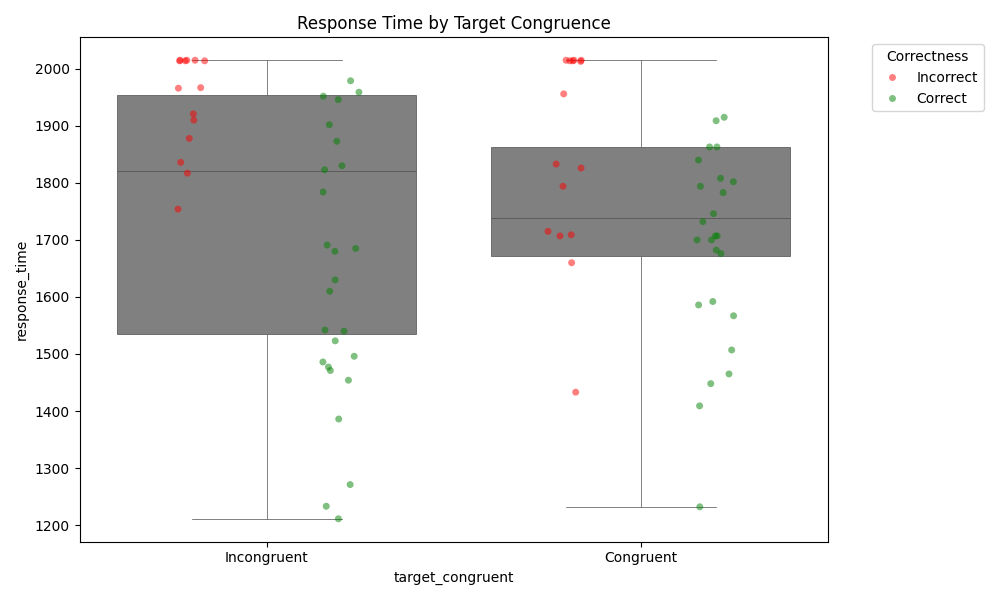 Response Time by Target Congruence
Correctness
Incorrect
Correct
response_time
2000
1900
1800
1700
1600
1500
1400
1300
1200
Incongruent
Congruent
target_congruent